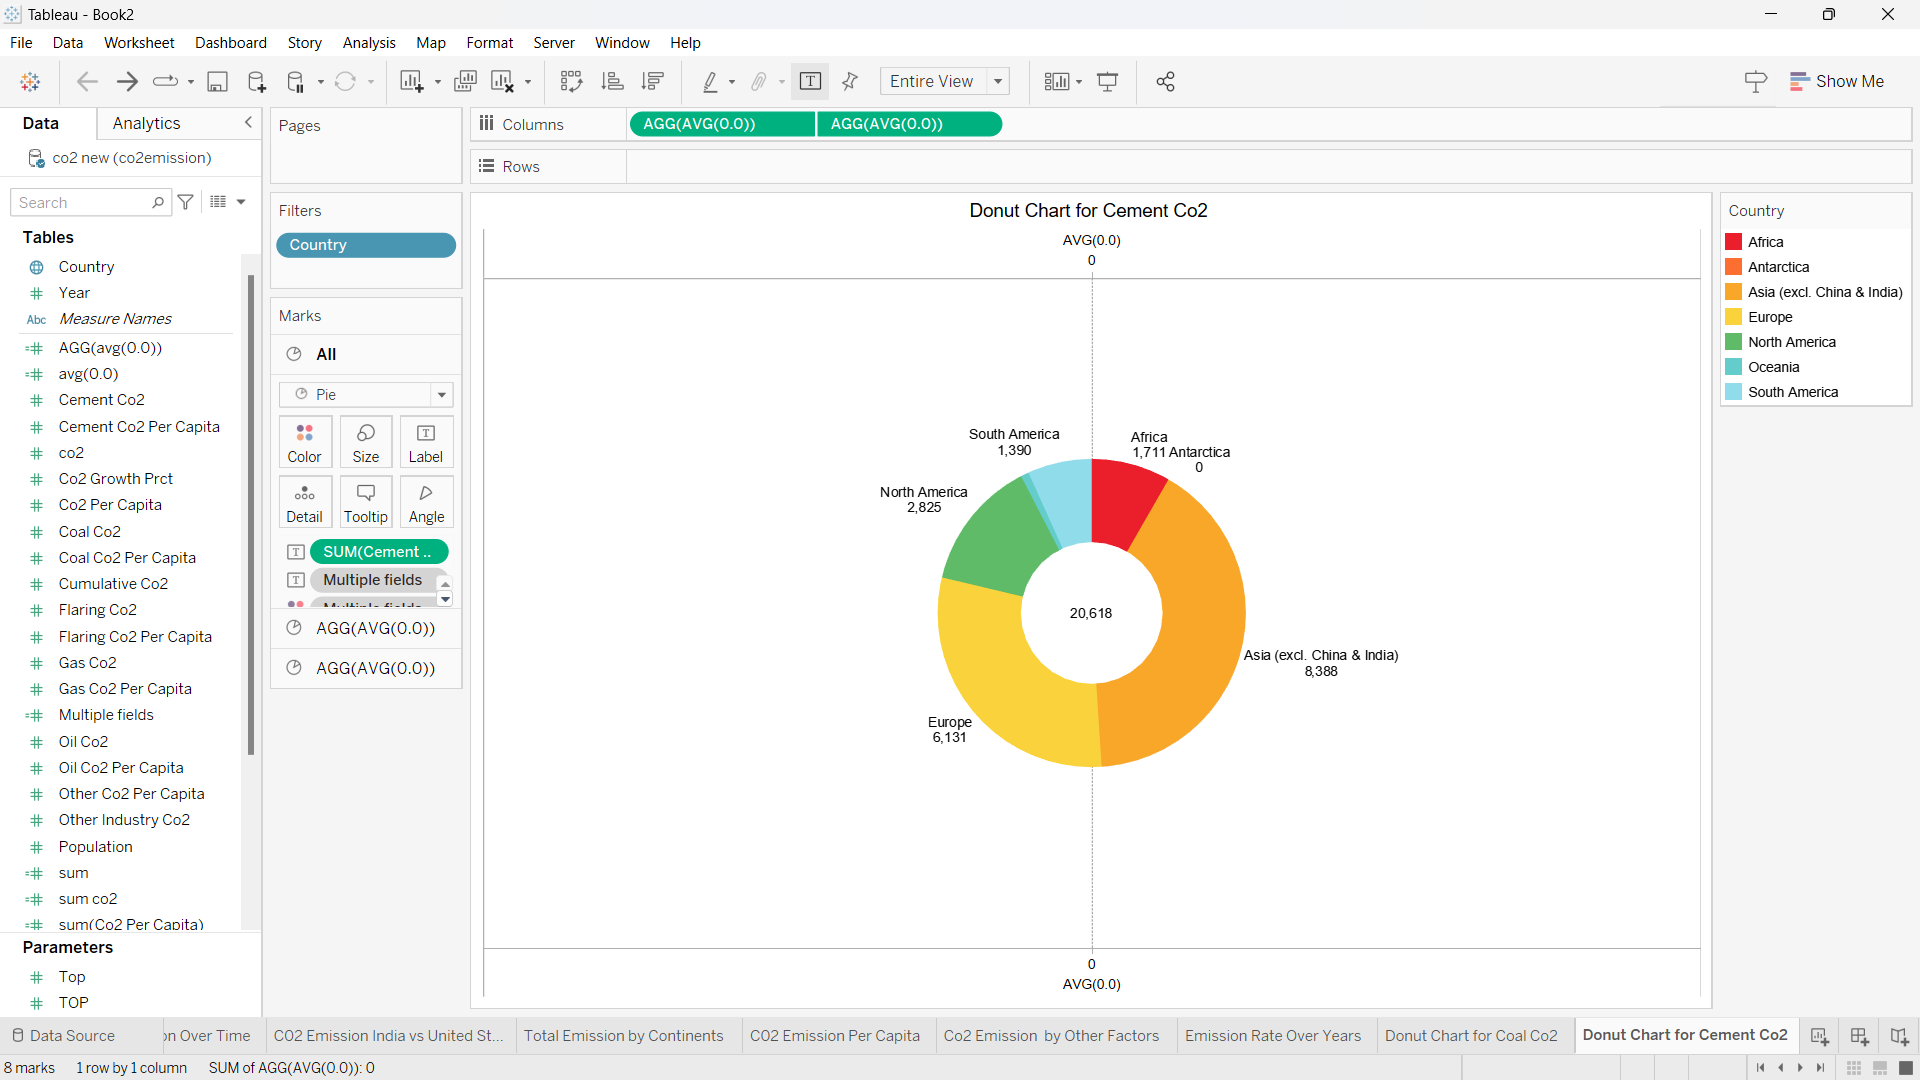 Tableau - Book2
File Data Worksheet Dashboard Story Analysis Map Format Server Window Help
Entire View
Show Me
Data
Analytics
co2 new (co2emission)
Search
Tables
Country
Year
Abc Measure Names
AGG(avg(0.0))
avg(0.0)
Cement Co2
Cement Co2 Per Capita
co2
Co2 Growth Prct
Co2 Per Capita
Coal Co2
Coal Co2 Per Capita
Cumulative Co2
Flaring Co2
Flaring Co2 Per Capita
Gas Co2
Gas Co2 Per Capita
Multiple fields
Oil Co2
Oil Co2 Per Capita
Other Co2 Per Capita
Other Industry Co2
Population
sum
sum co2
sum(Co2 Per Capita)
Parameters
Top
TOP
Pages
Filters
Country
Marks
All
Pie
Color Size Label
Detail Tooltip Angle
SUM(Cement ..
Multiple fields
Multiple fields
AGG(AVG(0.0))
AGG(AVG(0.0))
Columns
AGG(AVG(0.0)) AGG(AVG(0.0))
Rows
Donut Chart for Cement Co2
AVG(0.0)
0
South America
1,390
Africa
1,711
Antarctica
0
North America
2,825
20,618
Asia (excl. China & India)
8,388
Europe
6,131
0
AVG(0.0)
Country
Africa
Antarctica
Asia (excl. China & India)
Europe
North America
Oceania
South America
Data Source
on Over Time
C02 Emission India vs United St...
Total Emission by Continents
C02 Emission Per Capita
Co2 Emission by Other Factors
Emission Rate Over Years
Donut Chart for Coal Co2
Donut Chart for Cement Co2
8 marks 1 row by 1 column SUM of AGG(AVG(0.0)): 0